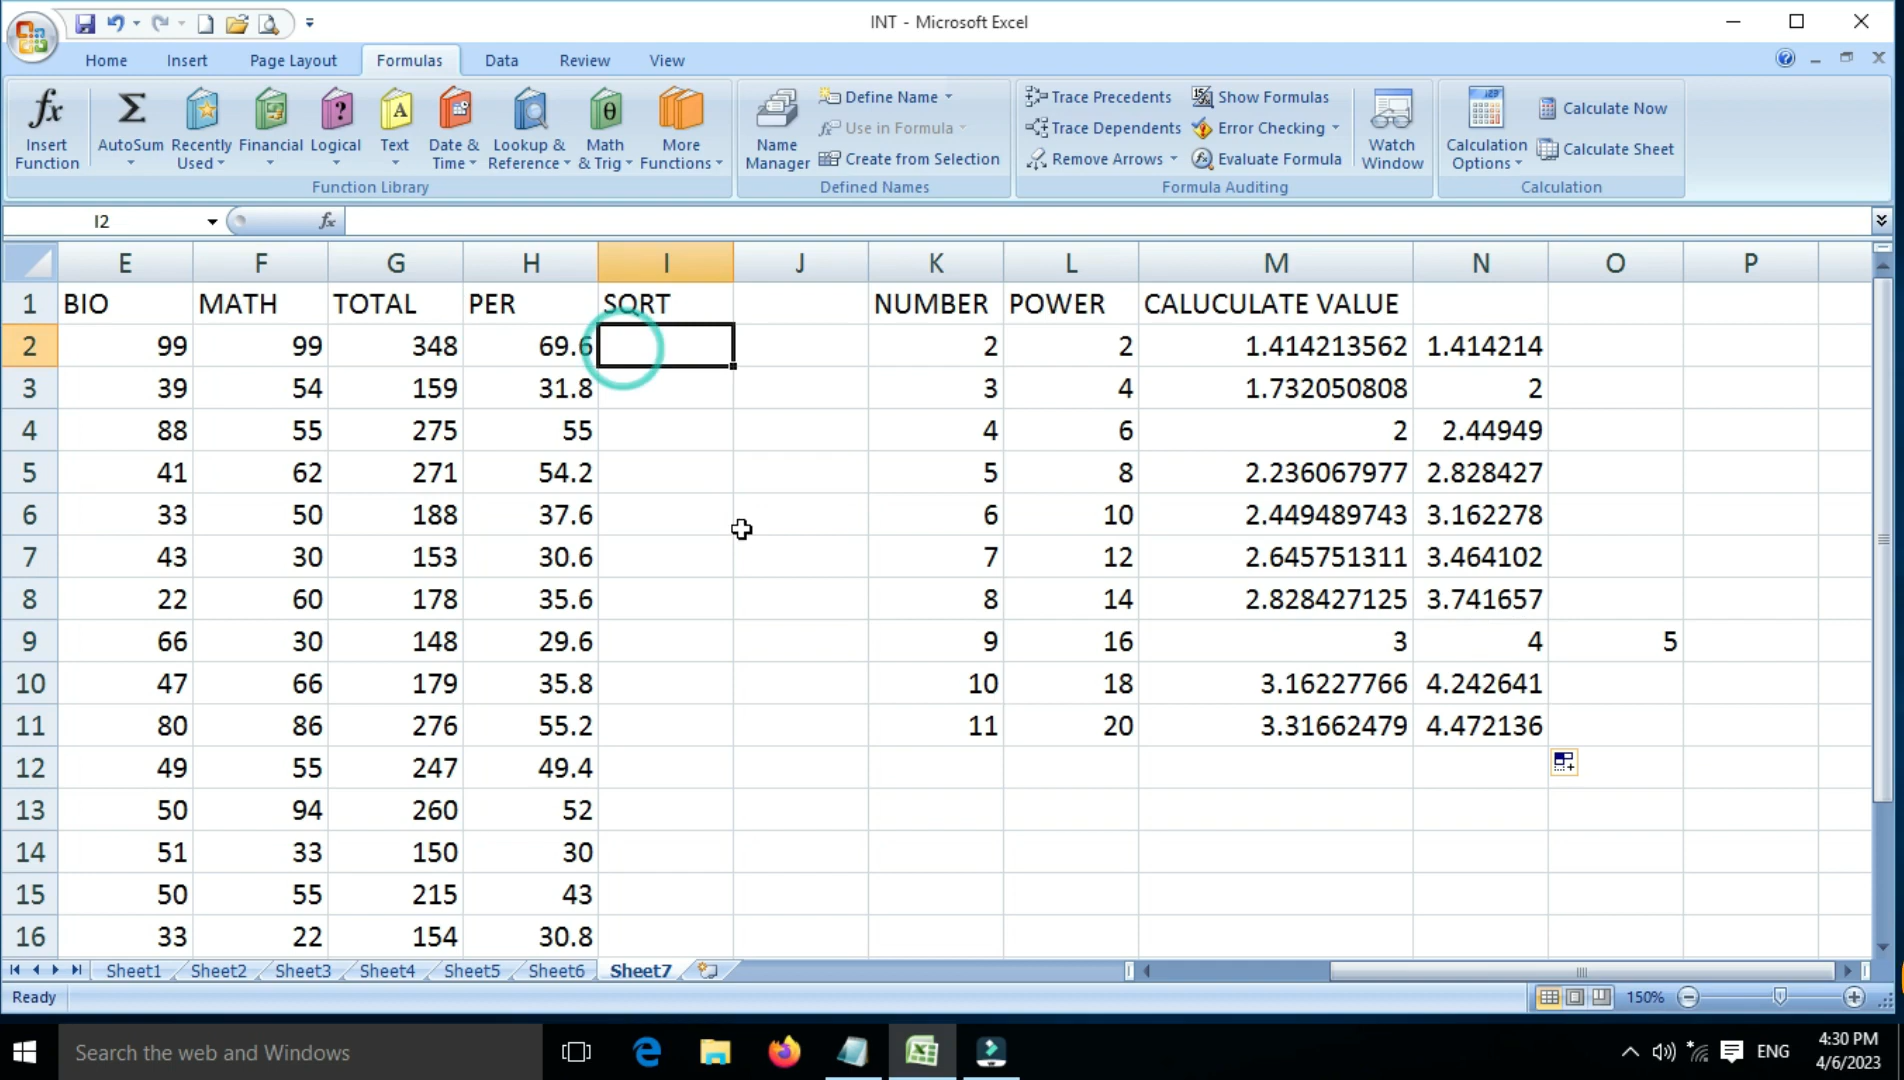 INT - Microsoft Excel
Home Insert Page Layout Formulas Data Review View
Insert Function
AutoSum
Recently Used
Financial
Logical
Text
Date & Time
Lookup & Reference
Math & Trig
More Functions
Function Library
Name Manager
Define Name
Use in Formula
Create from Selection
Defined Names
Trace Precedents
Trace Dependents
Remove Arrows
Show Formulas
Error Checking
Evaluate Formula
Formula Auditing
Watch Window
Calculation Options
Calculate Now
Calculate Sheet
Calculation
I2 fx
E F G H I J K L M N O P
1 BIO MATH TOTAL PER SQRT NUMBER POWER CALUCULATE VALUE
2 99 99 348 69.6 2 2 1.414213562 1.414214
3 39 54 159 31.8 3 4 1.732050808 2
4 88 55 275 55 4 6 2 2.44949
5 41 62 271 54.2 5 8 2.236067977 2.828427
6 33 50 188 37.6 6 10 2.449489743 3.162278
7 43 30 153 30.6 7 12 2.645751311 3.464102
8 22 60 178 35.6 8 14 2.828427125 3.741657
9 66 30 148 29.6 9 16 3 4 5
10 47 66 179 35.8 10 18 3.16227766 4.242641
11 80 86 276 55.2 11 20 3.31662479 4.472136
12 49 55 247 49.4
13 50 94 260 52
14 51 33 150 30
15 50 55 215 43
16 33 22 154 30.8
Sheet1 Sheet2 Sheet3 Sheet4 Sheet5 Sheet6 Sheet7
Ready 150%
Search the web and Windows
ENG
4:30 PM
4/6/2023